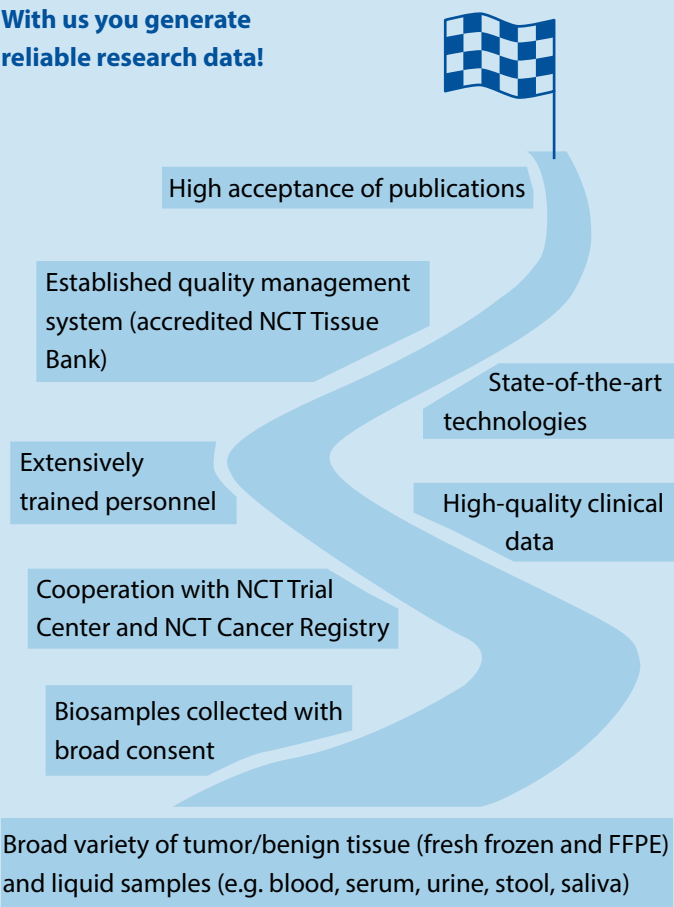 With us you generate
reliable research data!
High acceptance of publications
Established quality management
system (accredited NCT Tissue
Bank)
State-of-the-art
technologies
Extensively
trained personnel
High-quality clinical
data
Cooperation with NCT Trial
Center and NCT Cancer Registry
Biosamples collected with
broad consent
Broad variety of tumor/benign tissue (fresh frozen and FFPE)
and liquid samples (e.g. blood, serum, urine, stool, saliva)